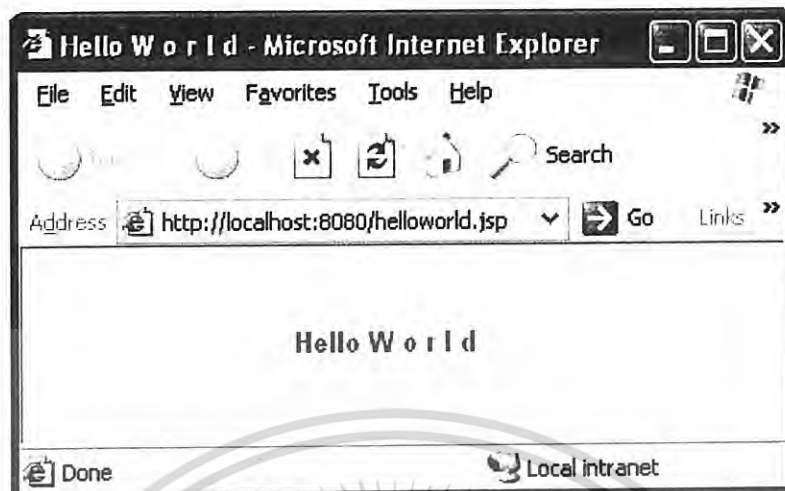 Hello W o r l d - Microsoft Internet Explorer
File Edit View Favorites Tools Help
»
Search
Address http://localhost:8080/helloworld.jsp Go Links »
Hello W o r l d
Done Local intranet